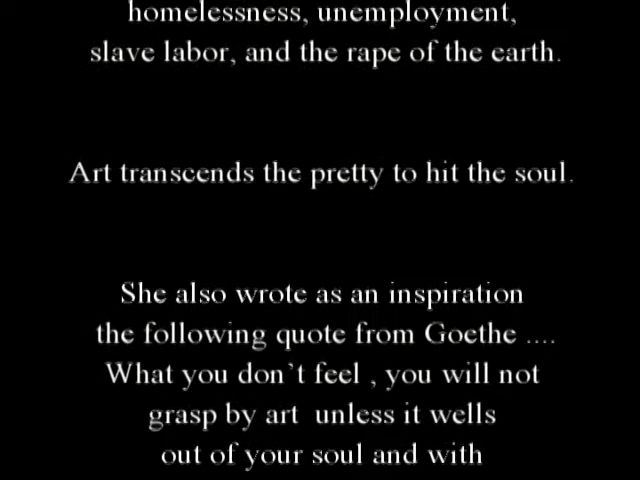 homelessness, unemployment,
slave labor, and the rape of the earth.
Art transcends the pretty to hit the soul.
She also wrote as an inspiration
the following quote from Goethe ....
What you don't feel , you will not
grasp by art  unless it wells
out of your soul and with